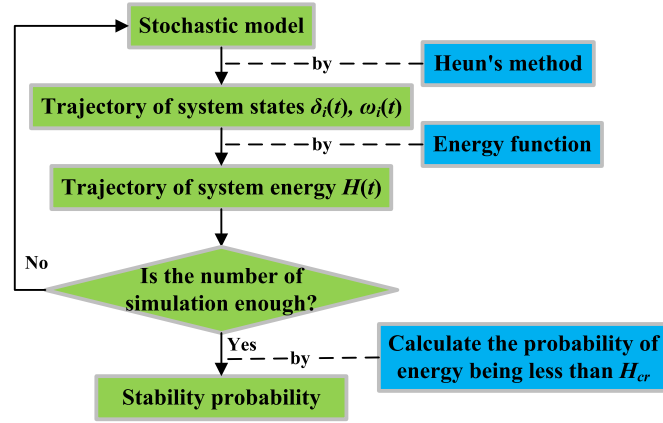 Stochastic model
by
Heun's method
Trajectory of system states δᵢ(t), ωᵢ(t)
by
Energy function
Trajectory of system energy H(t)
No
Is the number of
simulation enough?
Yes
by
Calculate the probability of
energy being less than H_cr
Stability probability